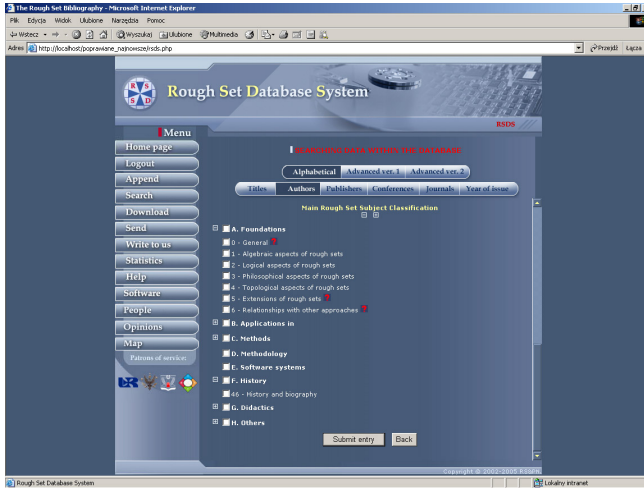 The Rough Set Bibliography - Microsoft Internet Explorer
Plik Edycja Widok Ulubione Narzędzia Pomoc
Wstecz Wyszukaj Ulubione Multimedia
Adres http://localhost/poprawiane_najnowsze/rsds.php Przejdź Łącza
R S
S D
Rough Set Database System
RSDS
Menu
Home page
Logout
Append
Search
Download
Send
Write to us
Statistics
Help
Software
People
Opinions
Map
Patrons of service:
SEARCHING DATA WITHIN THE DATABASE
Alphabetical Advanced ver. 1 Advanced ver. 2
Titles Authors Publishers Conferences Journals Year of issue
Main Rough Set Subject Classification
A. Foundations
0 - General
1 - Algebraic aspects of rough sets
2 - Logical aspects of rough sets
3 - Philosophical aspects of rough sets
4 - Topological aspects of rough sets
5 - Extensions of rough sets
6 - Relationships with other approaches
B. Applications in
C. Methods
D. Methodology
E. Software systems
F. History
46 - History and biography
G. Didactics
H. Others
Submit entry Back
Copyright © 2002-2005
Rough Set Database System Lokalny intranet